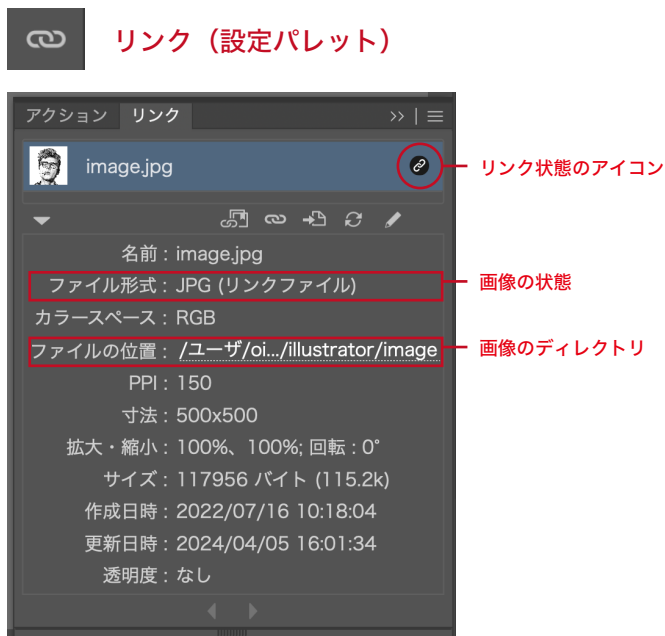 リンク（設定パレット）
アクション リンク
image.jpg
リンク状態のアイコン
名前 : image.jpg
ファイル形式 : JPG (リンクファイル)
画像の状態
カラースペース : RGB
ファイルの位置 : /ユーザ/oi.../illustrator/image
画像のディレクトリ
PPI : 150
寸法 : 500x500
拡大・縮小 : 100%、100%; 回転 : 0°
サイズ : 117956 バイト (115.2k)
作成日時 : 2022/07/16 10:18:04
更新日時 : 2024/04/05 16:01:34
透明度 : なし